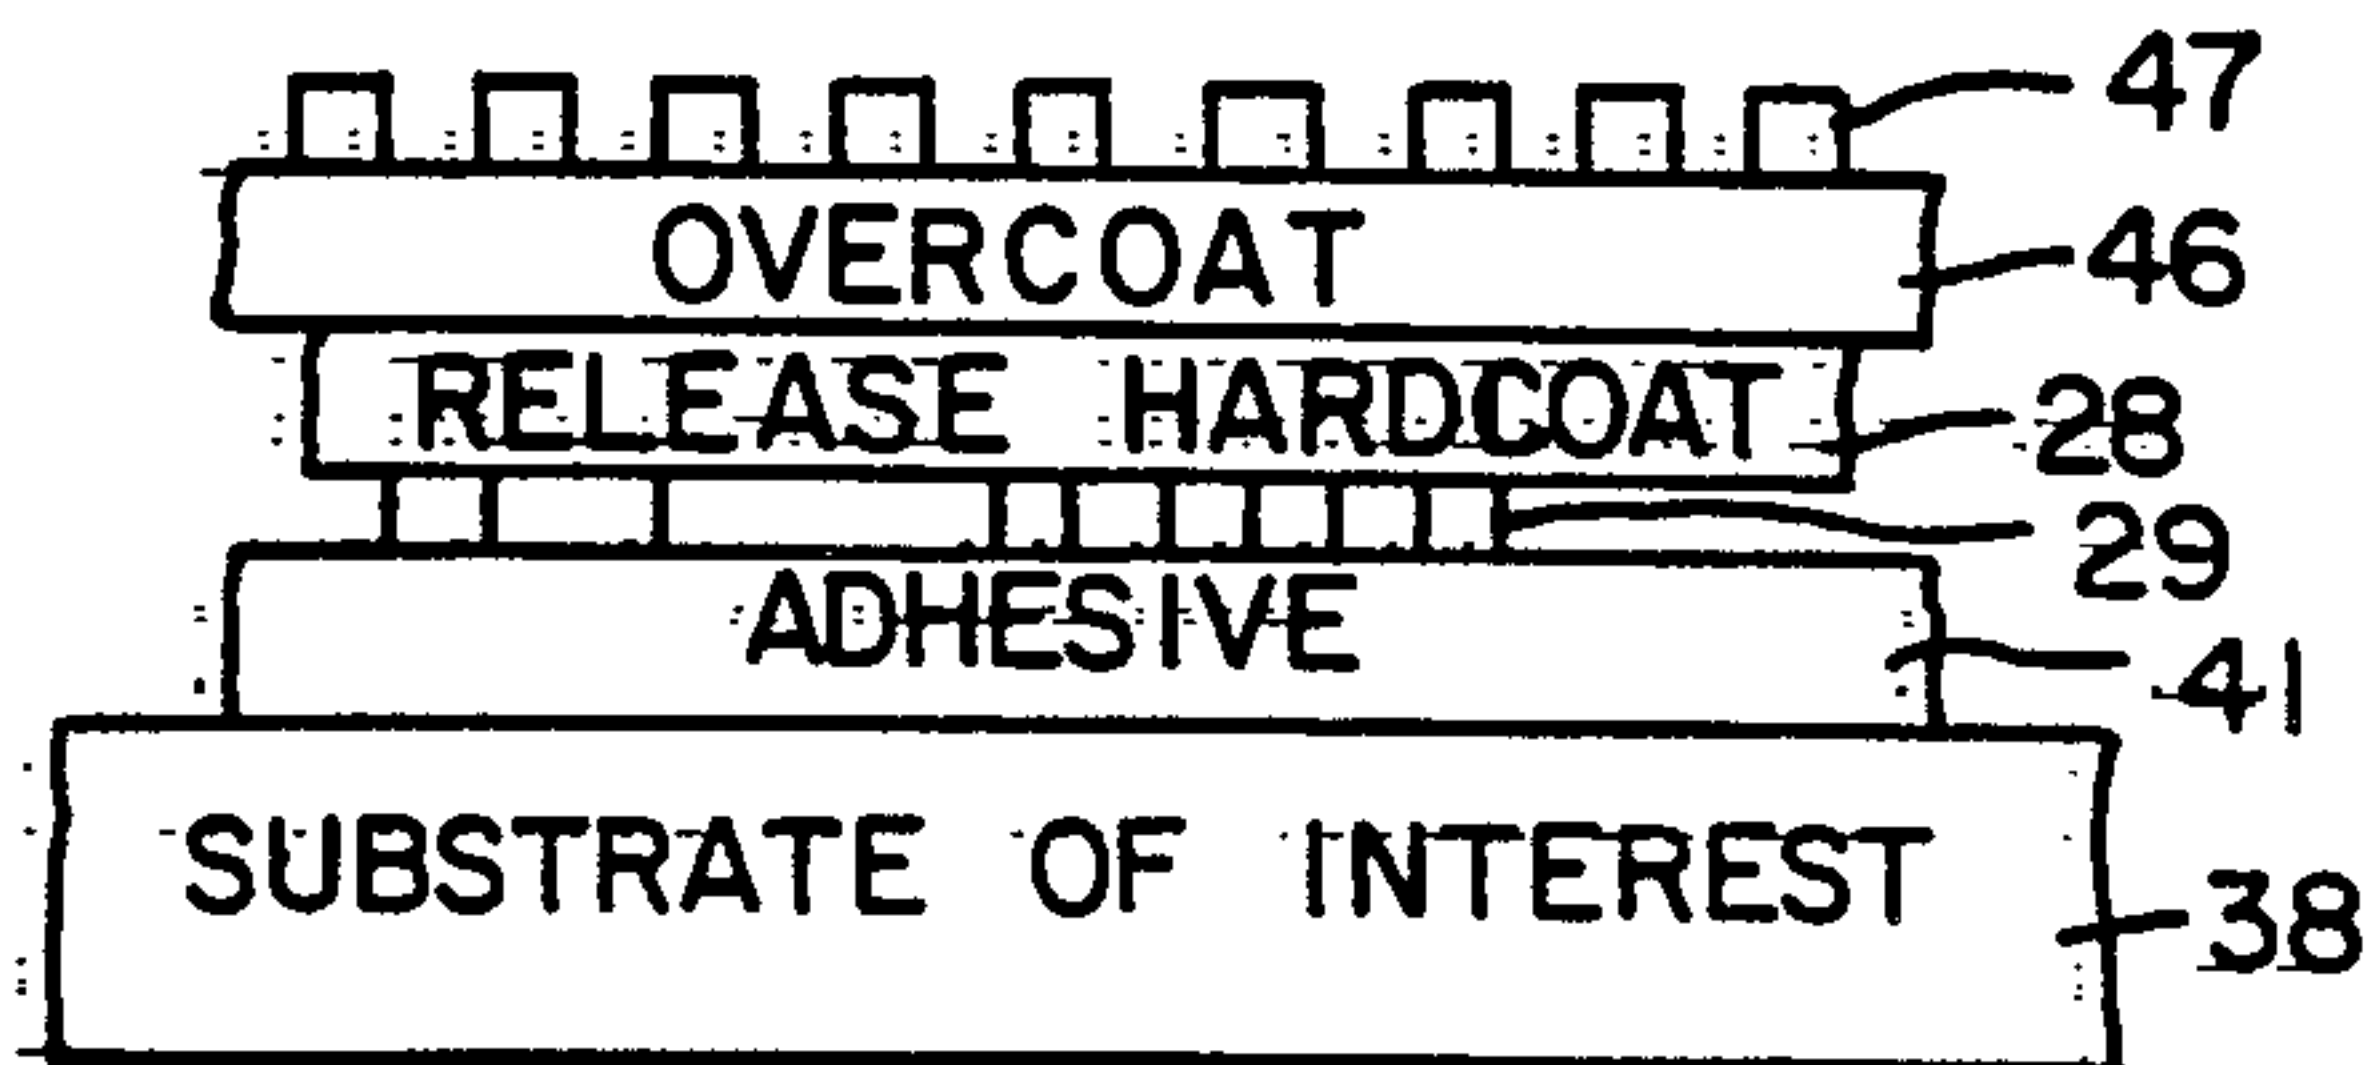 47
OVERCOAT 46
RELEASE HARDCOAT 28
29
ADHESIVE 41
SUBSTRATE OF INTEREST 38